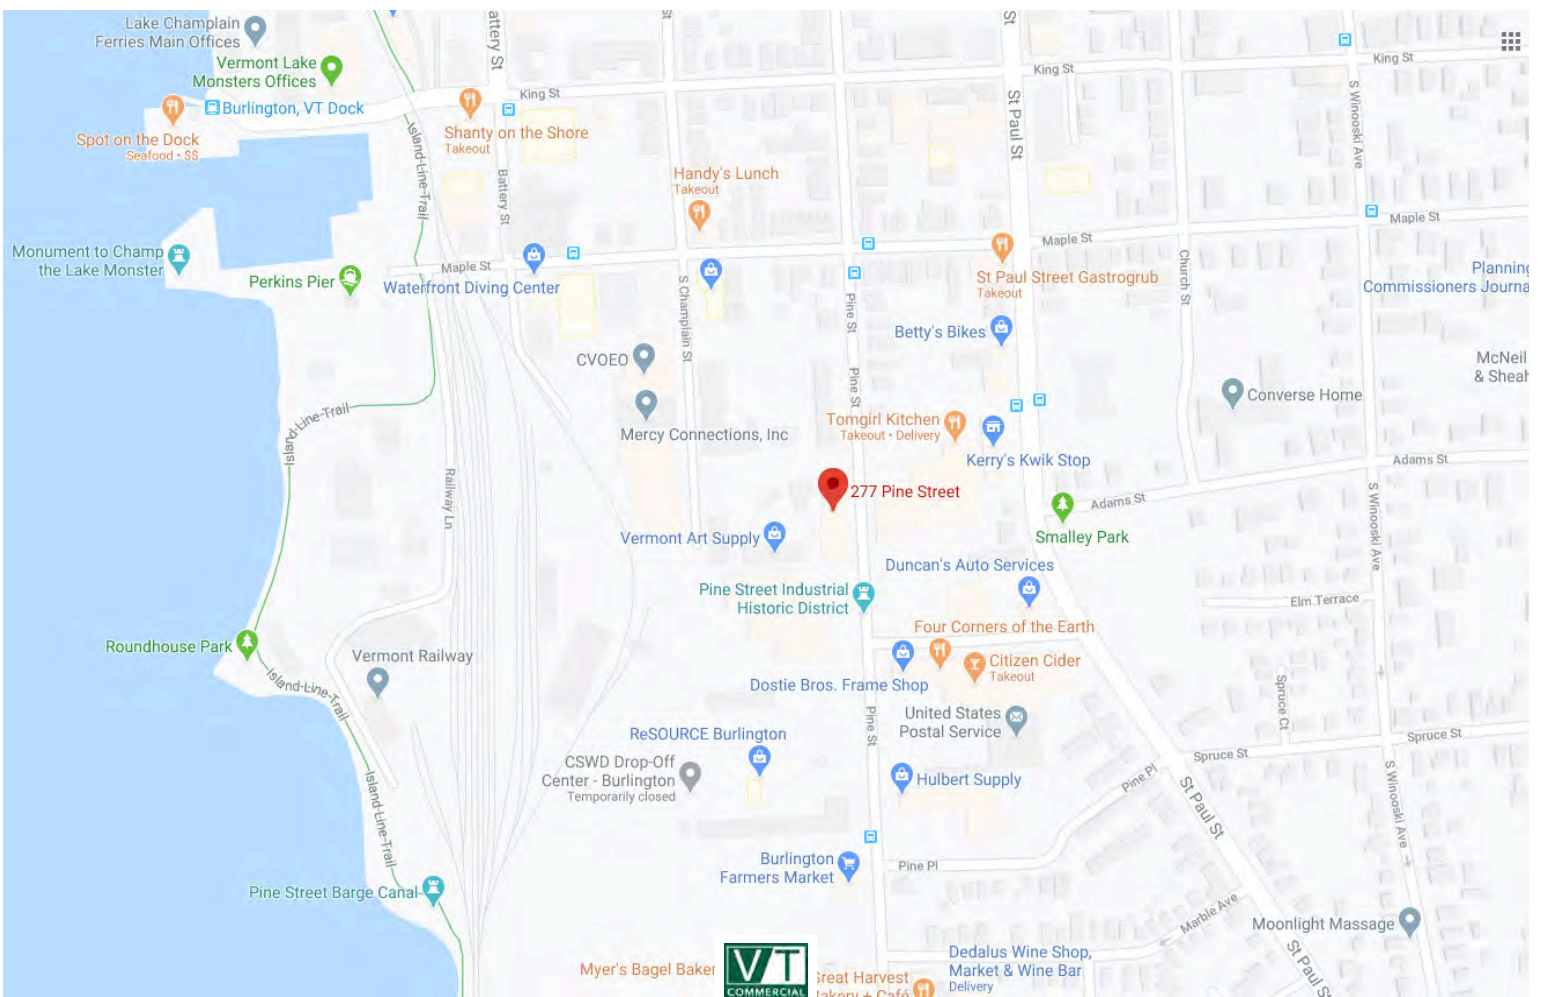 Lake Champlain
Ferries Main Offices
Vermont Lake
Monsters Offices
Burlington, VT Dock
Spot on the Dock
Seafood • $$
attery St
St
St
King St
King St
King St
Shanty on the Shore
Takeout
Island-Line-Trail
Battery St
Handy's Lunch
Takeout
St Paul St
S Winooski Ave
Maple St
Maple St
Maple St
Monument to Champ
the Lake Monster
Perkins Pier
Waterfront Diving Center
St Paul Street Gastrogrub
Takeout
Church St
Planning
Commissioners Journa
S Champlain St
Pine St
Betty's Bikes
CVOEO
McNeil
& Sheah
Pine St
Converse Home
Mercy Connections, Inc
Tomgirl Kitchen
Takeout • Delivery
Island-Line-Trail
Kerry's Kwik Stop
Adams St
Adams St
277 Pine Street
Railway Ln
S Winooski Ave
Vermont Art Supply
Smalley Park
Duncan's Auto Services
Pine Street Industrial
Historic District
Elm Terrace
Four Corners of the Earth
Roundhouse Park
Vermont Railway
Citizen Cider
Takeout
Island-Line-Trail
Dostie Bros. Frame Shop
Spruce Ct
United States
Postal Service
Pine St
ReSOURCE Burlington
Spruce St
Spruce St
CSWD Drop-Off
Center - Burlington
Temporarily closed
Hulbert Supply
Pine Pl
St Paul St
S Winooski Ave
Island-Line-Trail
Burlington
Farmers Market
Pine Pl
Pine Street Barge Canal
Marble Ave
Moonlight Massage
St Paul S
Dedalus Wine Shop,
Market & Wine Bar
Delivery
Myer's Bagel Baker
VT
COMMERCIAL
Great Harvest
Bakery + Café